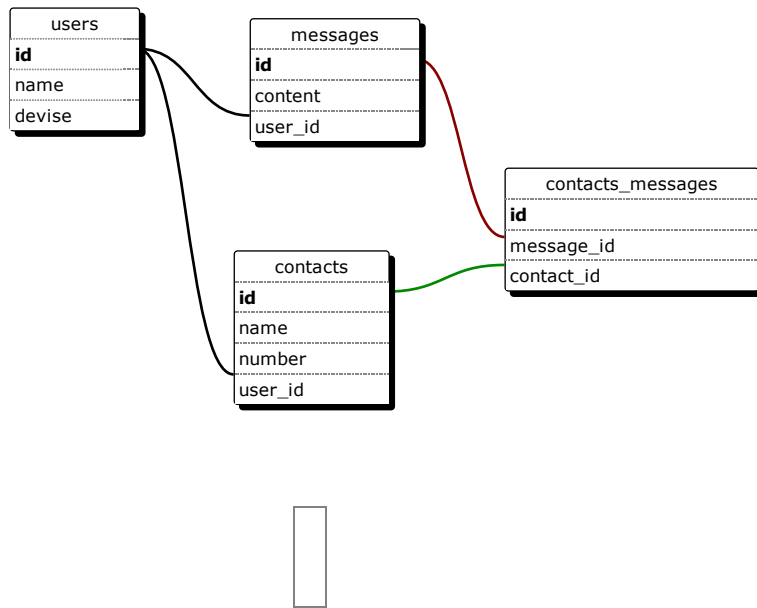 users
id
name
devise
messages
id
content
user_id
contacts_messages
id
message_id
contact_id
contacts
id
name
number
user_id